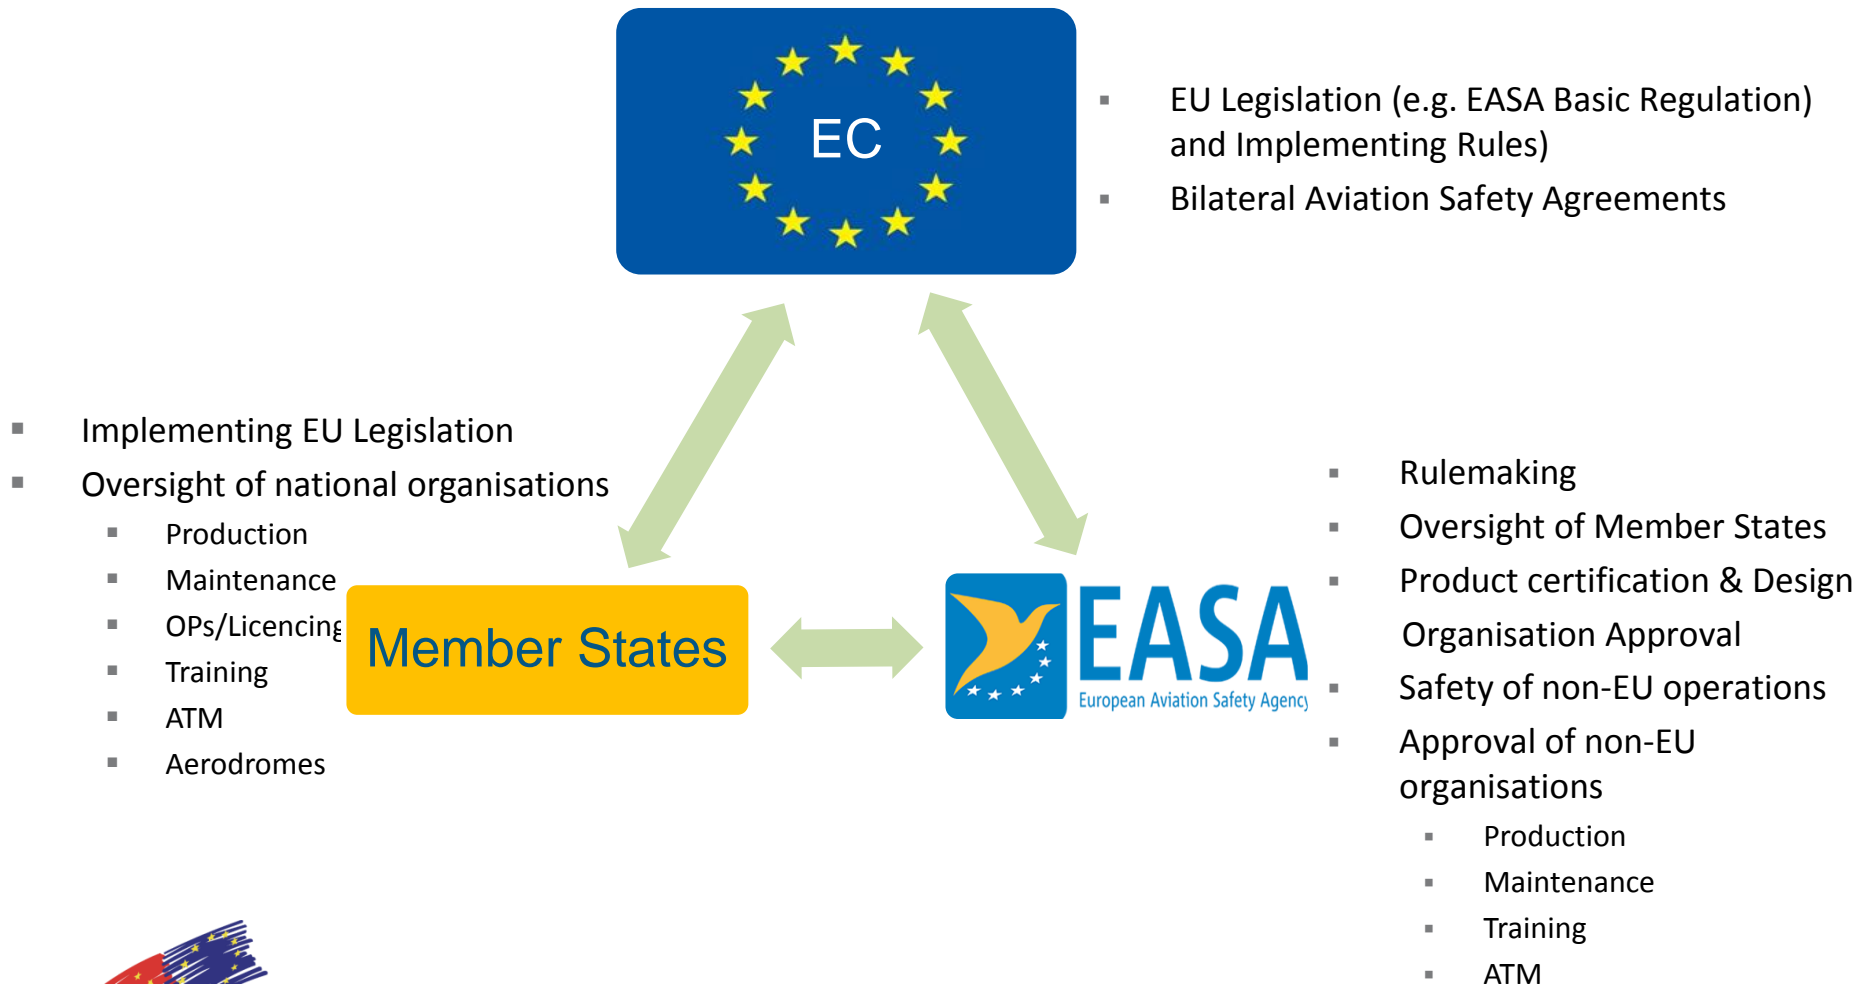 EC
EU Legislation (e.g. EASA Basic Regulation)
and Implementing Rules)
Bilateral Aviation Safety Agreements
Implementing EU Legislation
Oversight of national organisations
Production
Maintenance
OPs/Licencing
Training
ATM
Aerodromes
Member States
EASA
European Aviation Safety Agency
Rulemaking
Oversight of Member States
Product certification & Design
Organisation Approval
Safety of non-EU operations
Approval of non-EU
organisations
Production
Maintenance
Training
ATM